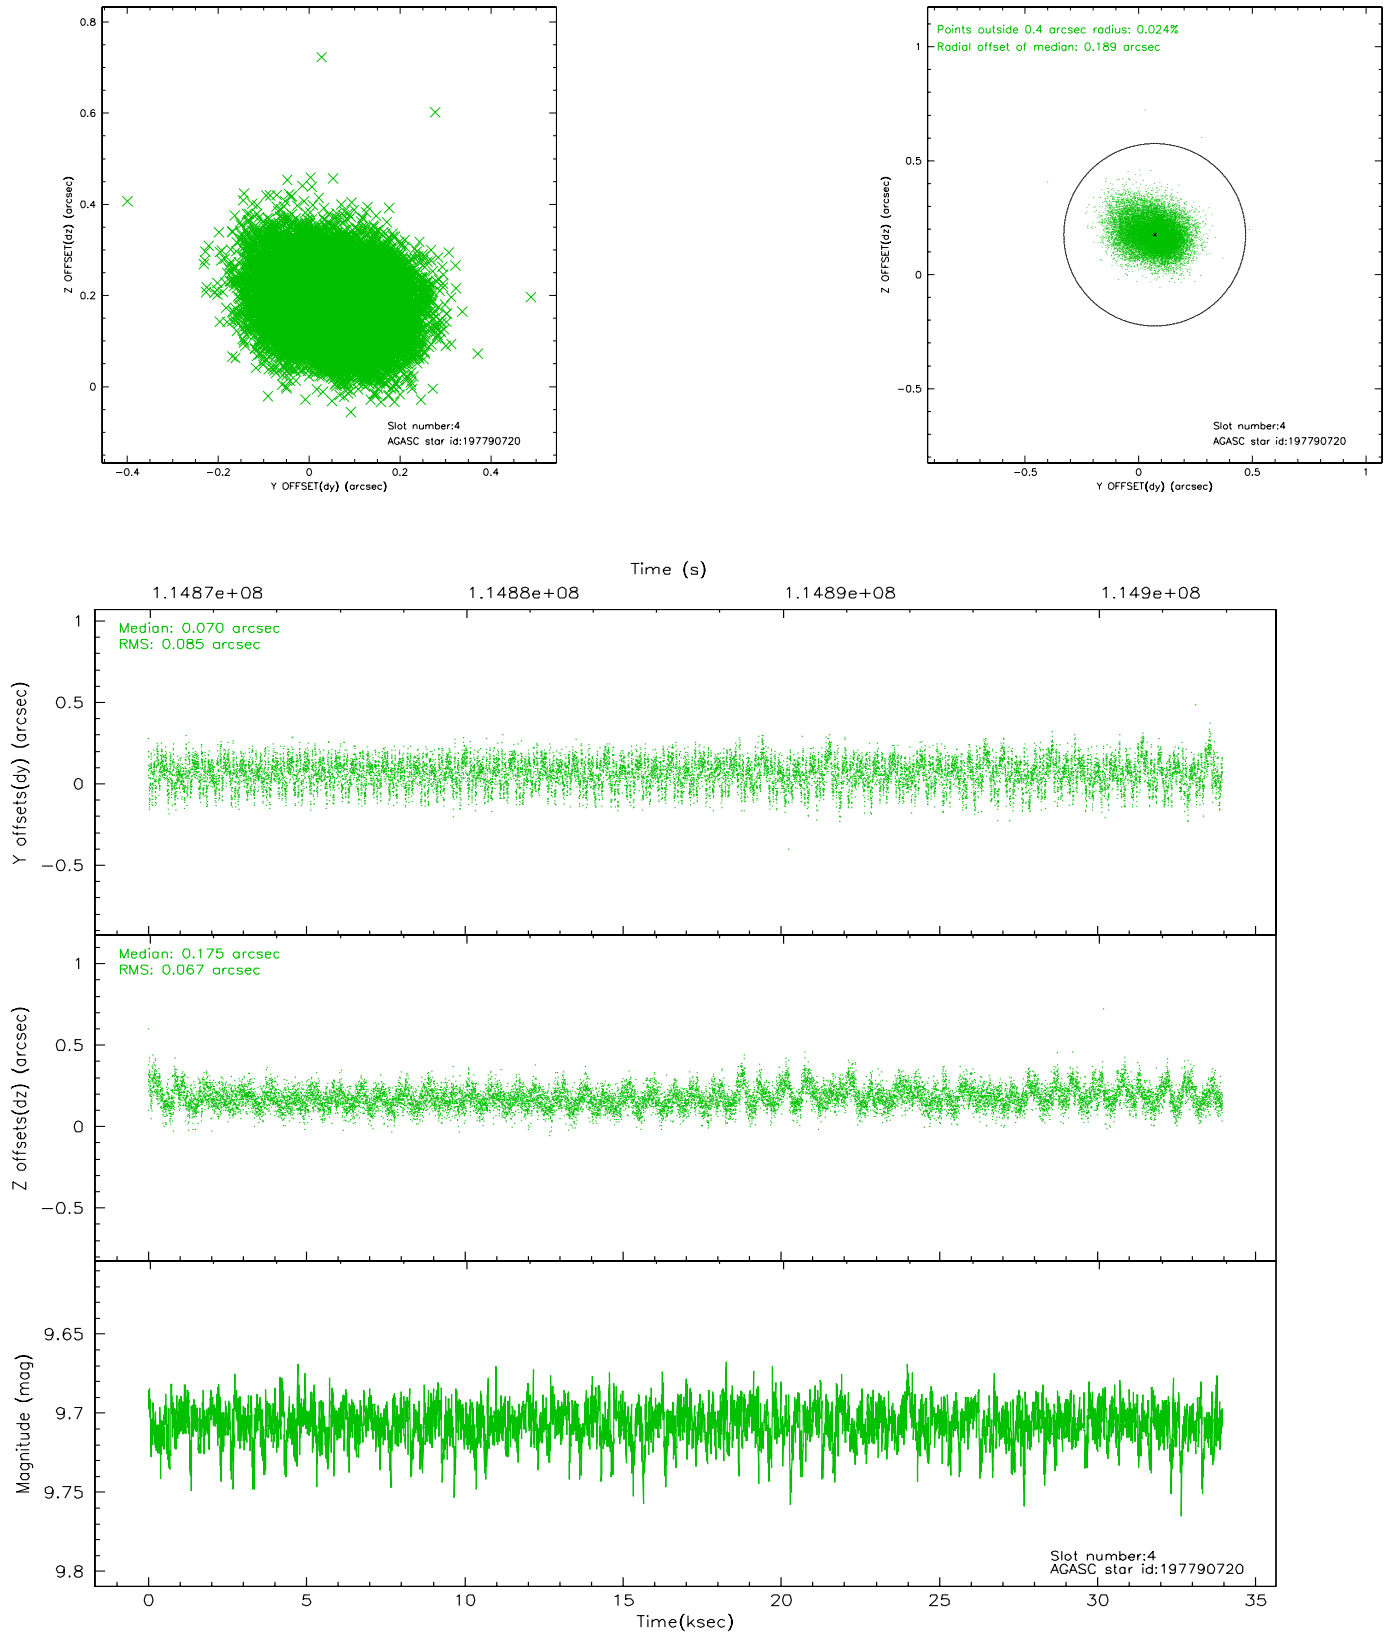 0.8
0.6
0.4
0.2
0
Z OFFSET(dz) (arcsec)
Slot number:4
AGASC star id:197790720
−0.4 −0.2 0 0.2 0.4
Y OFFSET(dy) (arcsec)
Points outside 0.4 arcsec radius: 0.024%
Radial offset of median: 0.189 arcsec
1
0.5
0
−0.5
Z OFFSET(dz) (arcsec)
Slot number:4
AGASC star id:197790720
−0.5 0 0.5 1
Y OFFSET(dy) (arcsec)
Time (s)
1.1487e+08 1.1488e+08 1.1489e+08 1.149e+08
Median: 0.070 arcsec
RMS: 0.085 arcsec
1
0.5
0
−0.5
Y offsets(dy) (arcsec)
Median: 0.175 arcsec
RMS: 0.067 arcsec
1
0.5
0
−0.5
Z offsets(dz) (arcsec)
9.65
9.7
9.75
9.8
Magnitude (mag)
Slot number:4
AGASC star id:197790720
0 5 10 15 20 25 30 35
Time(ksec)